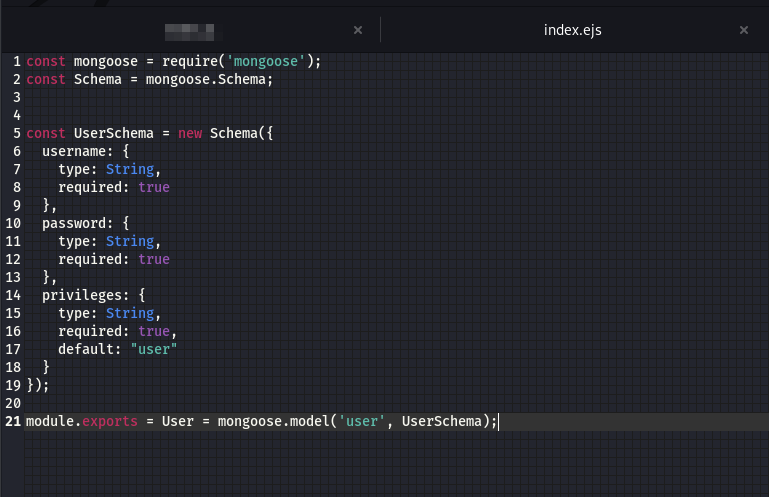 index.ejs
1 const mongoose = require('mongoose');
2 const Schema = mongoose.Schema;
3
4
5 const UserSchema = new Schema({
6   username: {
7     type: String,
8     required: true
9   },
10   password: {
11     type: String,
12     required: true
13   },
14   privileges: {
15     type: String,
16     required: true,
17     default: "user"
18   }
19 });
20
21 module.exports = User = mongoose.model('user', UserSchema);